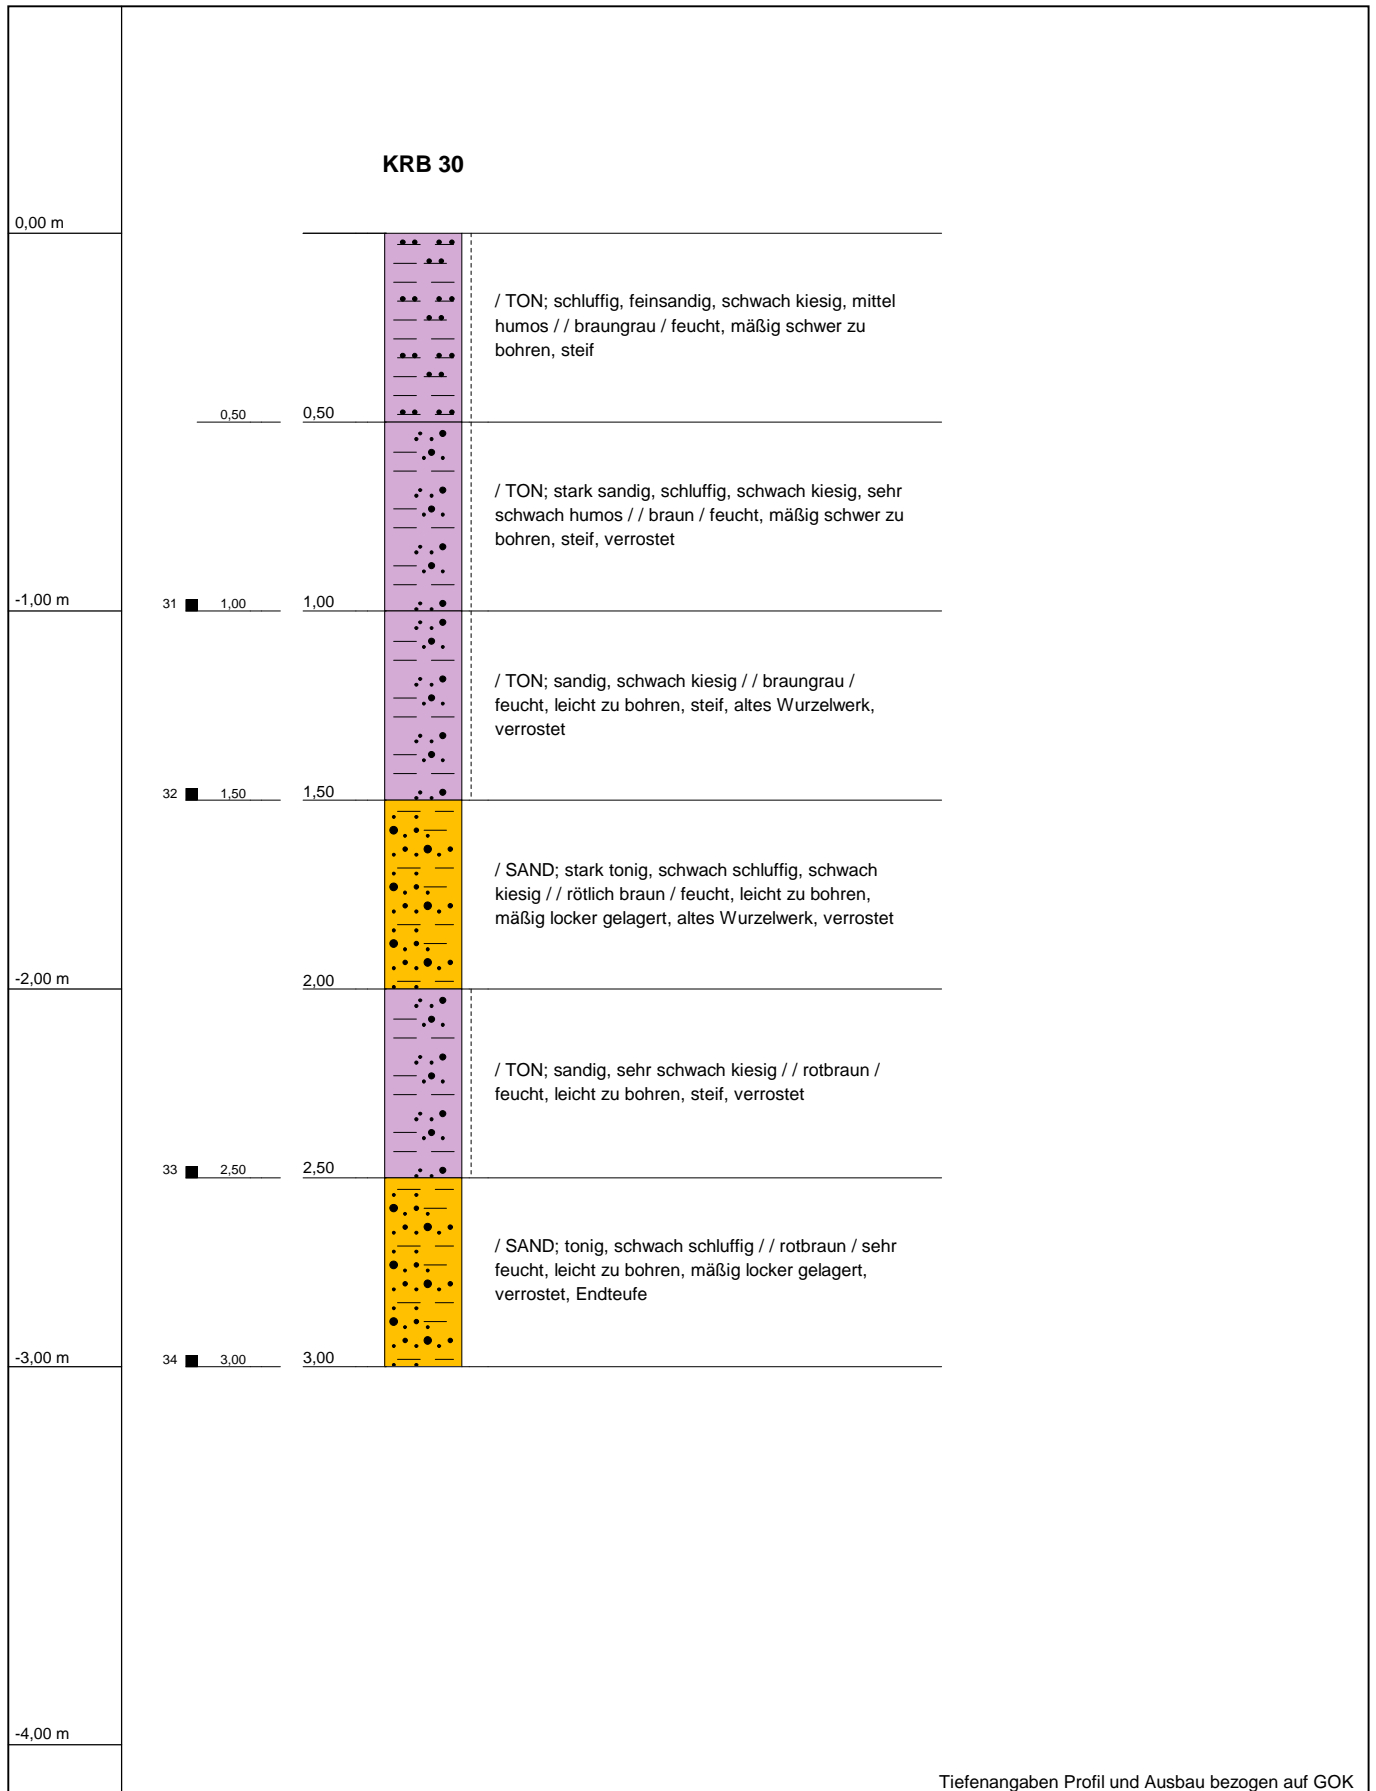 KRB 30
0,00 m
/ TON; schluffig, feinsandig, schwach kiesig, mittel
humos / / braungrau / feucht, mäßig schwer zu
bohren, steif
0,50 0,50
/ TON; stark sandig, schluffig, schwach kiesig, sehr
schwach humos / / braun / feucht, mäßig schwer zu
bohren, steif, verrostet
-1,00 m 31 1,00 1,00
/ TON; sandig, schwach kiesig / / braungrau /
feucht, leicht zu bohren, steif, altes Wurzelwerk,
verrostet
32 1,50 1,50
/ SAND; stark tonig, schwach schluffig, schwach
kiesig / / rötlich braun / feucht, leicht zu bohren,
mäßig locker gelagert, altes Wurzelwerk, verrostet
-2,00 m 2,00
/ TON; sandig, sehr schwach kiesig / / rotbraun /
feucht, leicht zu bohren, steif, verrostet
33 2,50 2,50
/ SAND; tonig, schwach schluffig / / rotbraun / sehr
feucht, leicht zu bohren, mäßig locker gelagert,
verrostet, Endteufe
-3,00 m 34 3,00 3,00
-4,00 m
Tiefenangaben Profil und Ausbau bezogen auf GOK